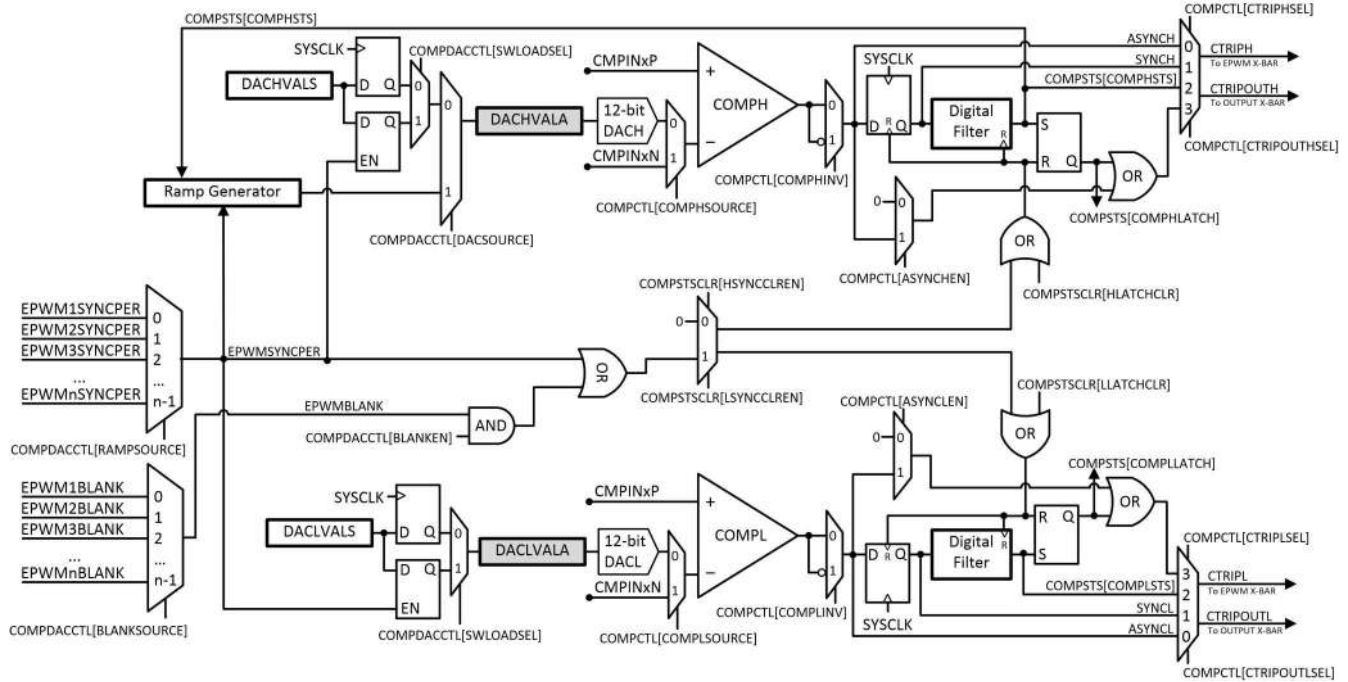 COMPSTS[COMPHSTS]
SYSCLK
COMPDACCTL[SWLOADSEL]
DACHVALS
D Q
0
1
D Q
EN
0
1
Ramp Generator
COMPDACCTL[DACSOURCE]
DACHVALA
CMPINxP
12-bit
DACH
CMPINxN
0
1
COMPCTL[COMPHSOURCE]
+
−
COMPH
0
1
COMPCTL[COMPHINV]
SYSCLK
D R Q
Digital
Filter
R
S
R Q
OR
COMPSTS[COMPHLATCH]
0
0
1
COMPCTL[ASYNCHEN]
OR
COMPSTSCLR[HLATCHCLR]
ASYNCH
SYNCH
COMPSTS[COMPHSTS]
COMPCTL[CTRIPHSEL]
0
1
2
3
CTRIPH
To EPWM X-BAR
CTRIPOUTH
To OUTPUT X-BAR
COMPCTL[CTRIPOUTHSEL]
EPWM1SYNCPER
EPWM2SYNCPER
EPWM3SYNCPER
...
EPWMnSYNCPER
0
1
2
...
n-1
COMPDACCTL[RAMPSOURCE]
EPWMSYNCPER
EPWMBLANK
COMPDACCTL[BLANKEN]
AND
OR
COMPSTSCLR[HSYNCCLREN]
0
0
1
COMPSTSCLR[LSYNCCLREN]
EPWM1BLANK
EPWM2BLANK
EPWM3BLANK
...
EPWMnBLANK
0
1
2
...
n-1
COMPDACCTL[BLANKSOURCE]
SYSCLK
DACLVALS
D Q
D Q
EN
0
1
COMPDACCTL[SWLOADSEL]
DACLVALA
CMPINxP
12-bit
DACL
CMPINxN
0
1
COMPCTL[COMPLSOURCE]
+
−
COMPL
0
1
COMPCTL[COMPLINV]
COMPCTL[ASYNCLEN]
0
0
1
COMPSTSCLR[LLATCHCLR]
OR
D R Q
SYSCLK
Digital
Filter
R
R Q
S
COMPSTS[COMPLLATCH]
OR
COMPSTS[COMPLSTS]
SYNCL
ASYNCL
COMPCTL[CTRIPLSEL]
3
2
1
0
CTRIPL
To EPWM X-BAR
CTRIPOUTL
To OUTPUT X-BAR
COMPCTL[CTRIPOUTLSEL]